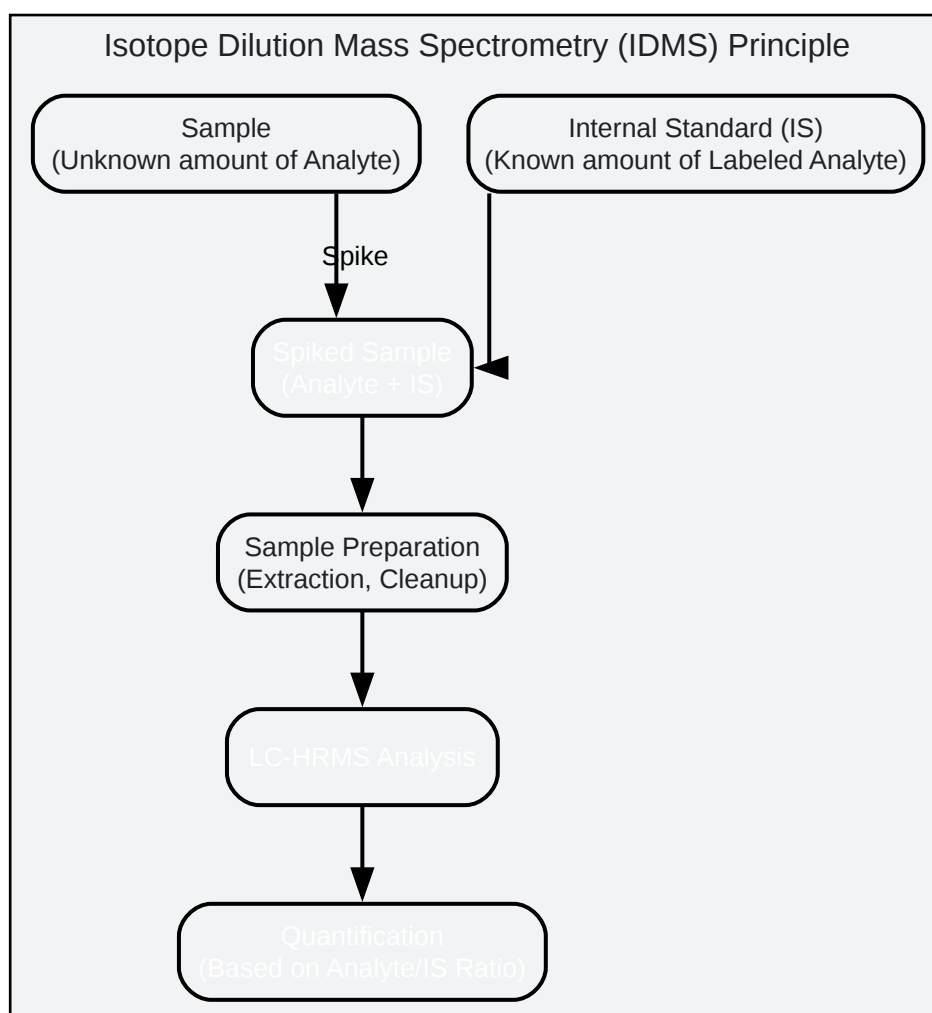 Isotope Dilution Mass Spectrometry (IDMS) Principle
Sample
(Unknown amount of Analyte)
Internal Standard (IS)
(Known amount of Labeled Analyte)
Spike
Spiked Sample
(Analyte + IS)
Sample Preparation
(Extraction, Cleanup)
LC-HRMS Analysis
Quantification
(Based on Analyte/IS Ratio)